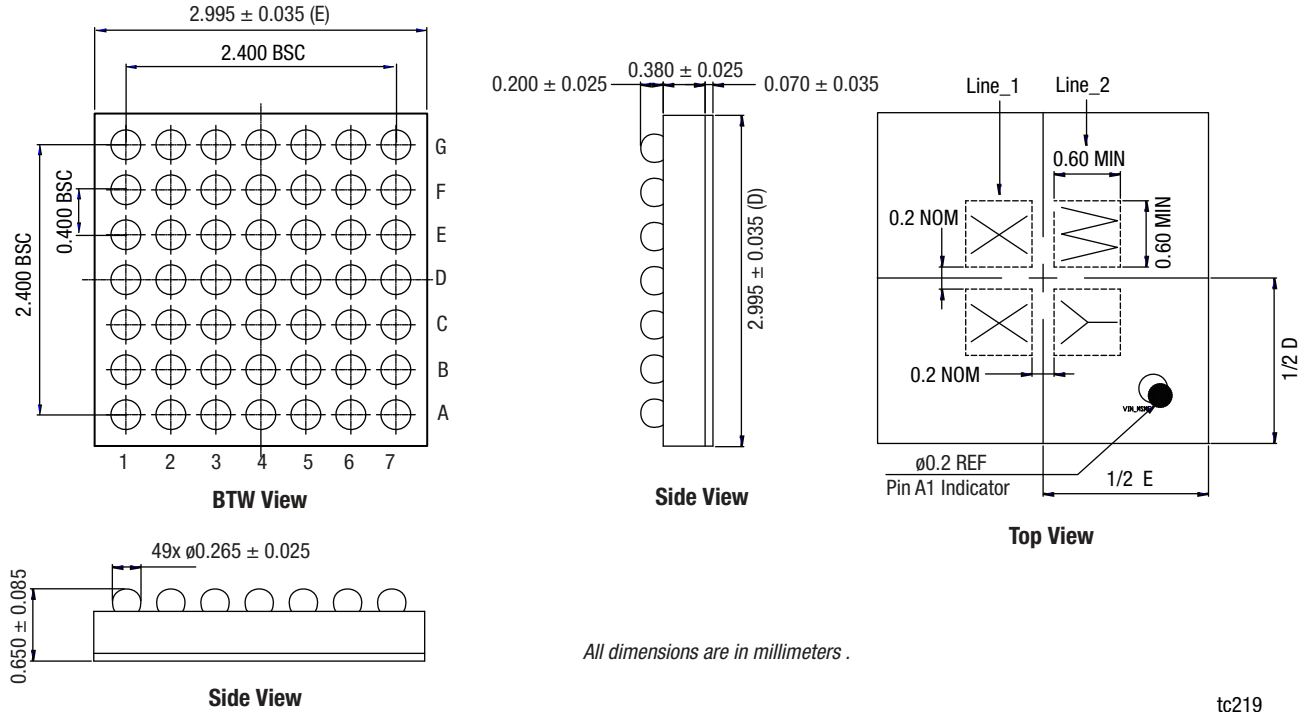 2.995 ± 0.035 (E)
2.400 BSC
2.400 BSC
0.400 BSC
G
F
E
D
C
B
A
1 2 3 4 5 6 7
BTW View
0.200 ± 0.025
0.380 ± 0.025
0.070 ± 0.035
2.995 ± 0.035 (D)
Side View
Line_1
Line_2
0.60 MIN
0.60 MIN
0.2 NOM
0.2 NOM
1/2 D
ø0.2 REF
Pin A1 Indicator
1/2 E
Top View
49x ø0.265 ± 0.025
0.650 ± 0.085
Side View
All dimensions are in millimeters .
tc219